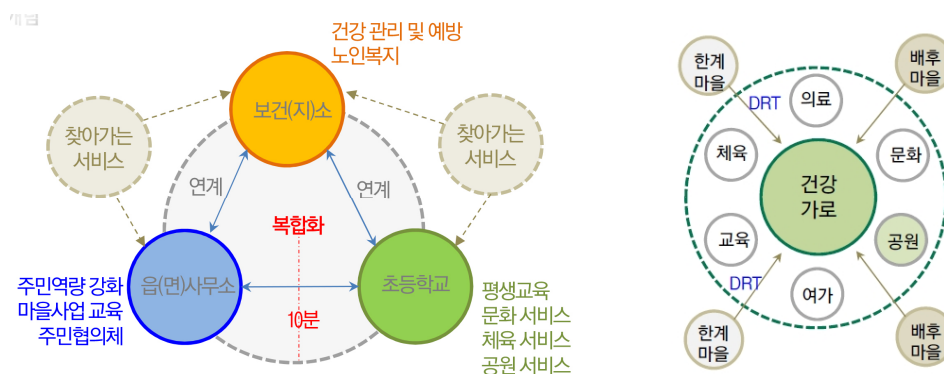 건강 관리 및 예방
노인복지
보건(지)소
찾아가는
서비스
찾아가는
서비스
연계
연계
복합화
읍(면)사무소
초등학교
10분
주민역량 강화
마을사업 교육
주민협의체
평생교육
문화 서비스
체육 서비스
공원 서비스
한계
마을
배후
마을
DRT
의료
체육
문화
건강
가로
교육
공원
DRT
여가
한계
마을
배후
마을